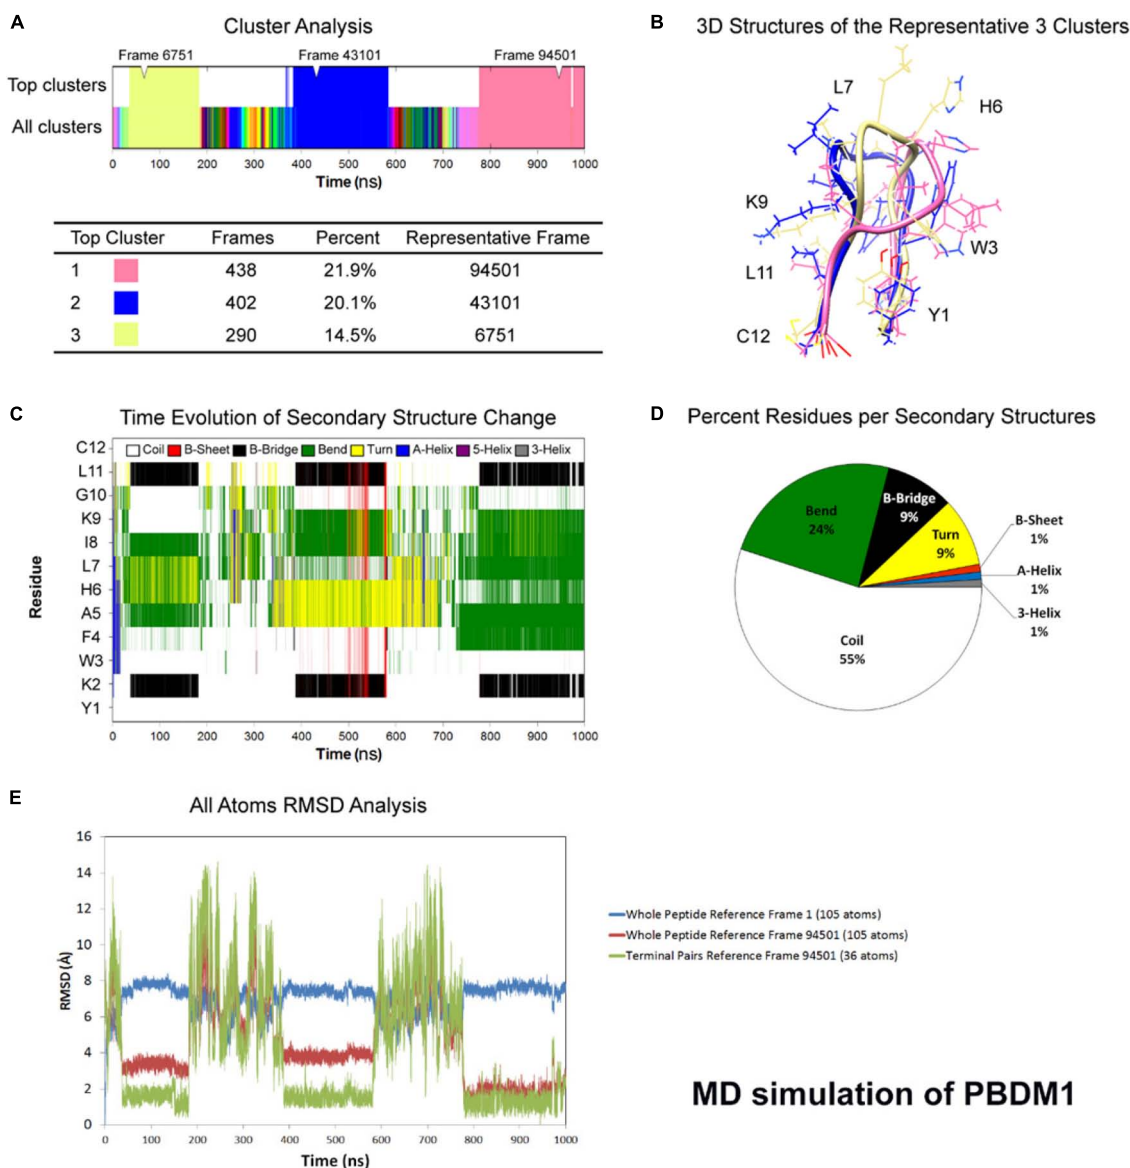 A
Cluster Analysis
Frame 6751 Frame 43101 Frame 94501
Top clusters
All clusters
0 100 200 300 400 500 600 700 800 900 1000
Time (ns)
Top Cluster Frames Percent Representative Frame
1 438 21.9% 94501
2 402 20.1% 43101
3 290 14.5% 6751
B
3D Structures of the Representative 3 Clusters
L7
H6
K9
W3
L11
Y1
C12
C
Time Evolution of Secondary Structure Change
Coil B-Sheet B-Bridge Bend Turn A-Helix 5-Helix 3-Helix
Residue
C12
L11
G10
K9
I8
L7
H6
A5
F4
W3
K2
Y1
0 100 200 300 400 500 600 700 800 900 1000
Time (ns)
D
Percent Residues per Secondary Structures
Bend
24%
B-Bridge
9%
Turn
9%
B-Sheet
1%
A-Helix
1%
3-Helix
1%
Coil
55%
E
All Atoms RMSD Analysis
RMSD (Å)
16
14
12
10
8
6
4
2
0
0 100 200 300 400 500 600 700 800 900 1000
Time (ns)
Whole Peptide Reference Frame 1 (105 atoms)
Whole Peptide Reference Frame 94501 (105 atoms)
Terminal Pairs Reference Frame 94501 (36 atoms)
MD simulation of PBDM1